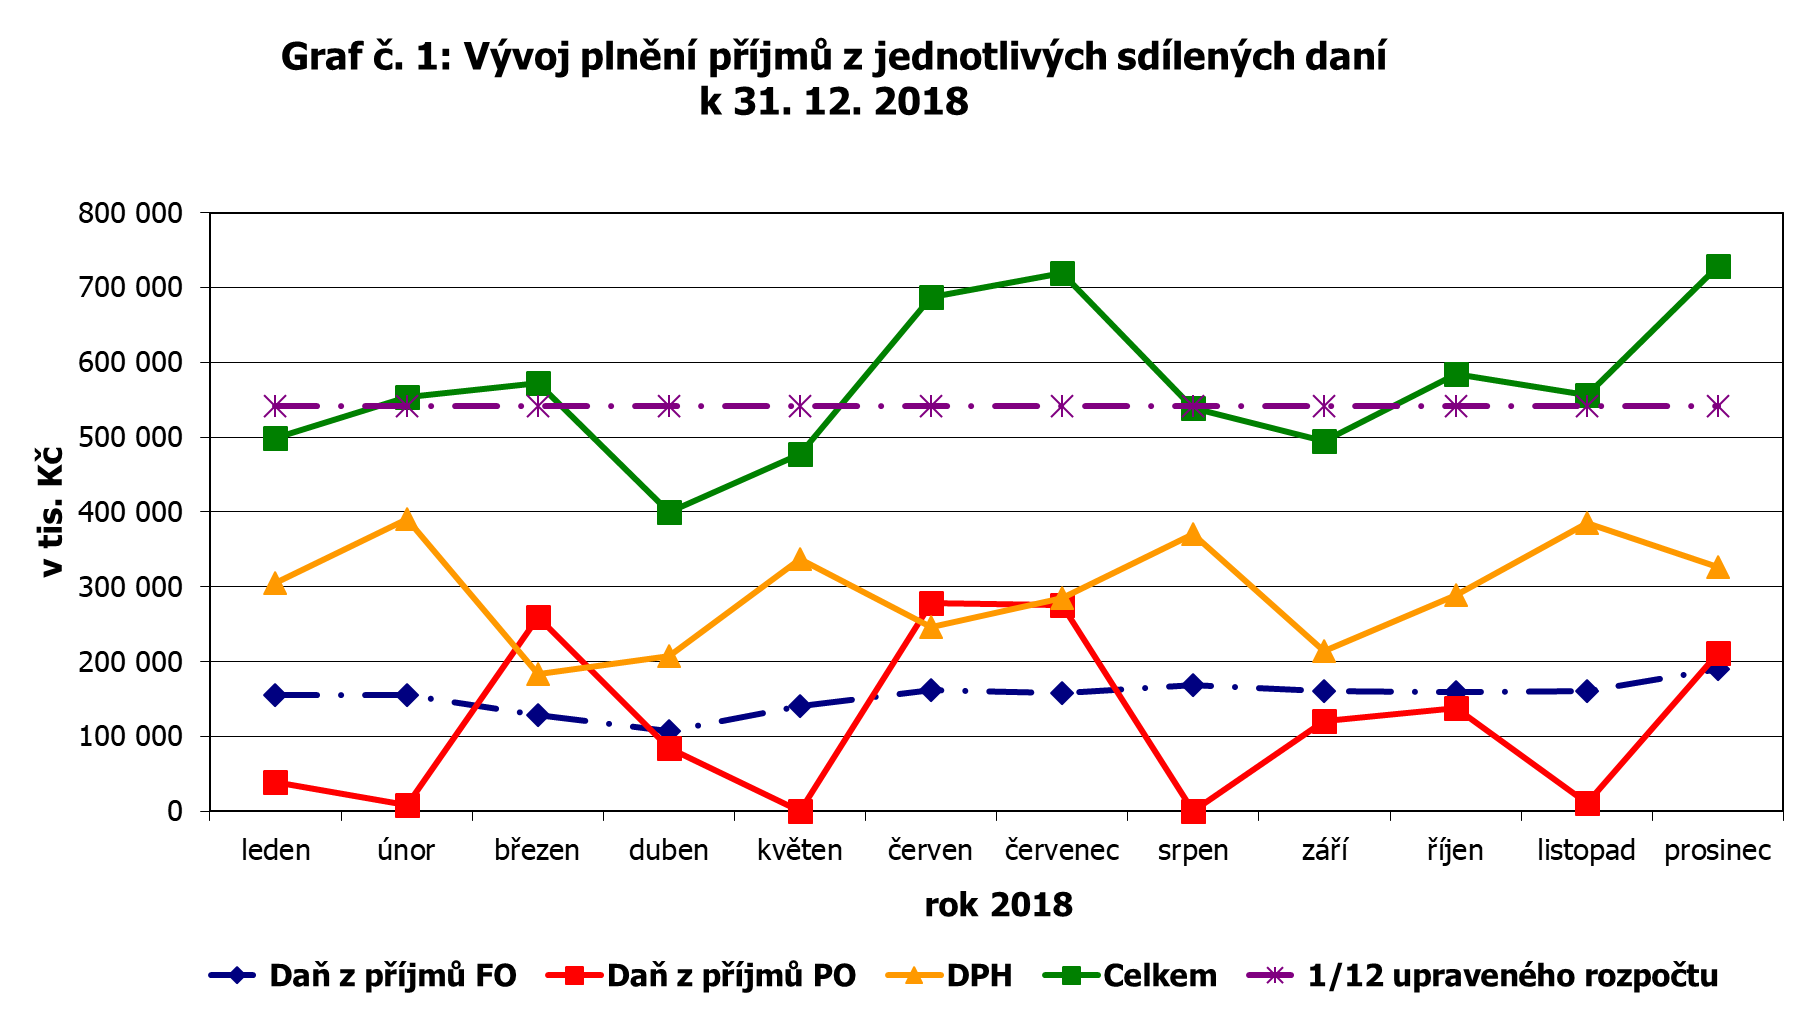 Graf č. 1: Vývoj plnění příjmů z jednotlivých sdílených daní
k 31. 12. 2018
800 000
700 000
600 000
500 000
400 000
300 000
200 000
100 000
0
v tis. Kč
leden únor březen duben květen červen červenec srpen září říjen listopad prosinec
rok 2018
Daň z příjmů FO Daň z příjmů PO DPH Celkem 1/12 upraveného rozpočtu